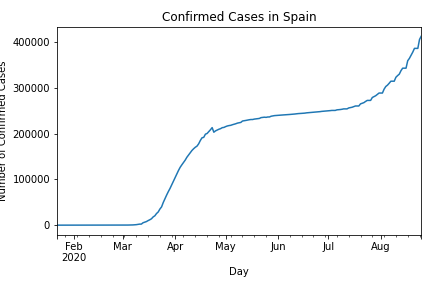 Confirmed Cases in Spain
Number of Confirmed Cases
400000
300000
200000
100000
0
Feb Mar Apr May Jun Jul Aug
2020
Day